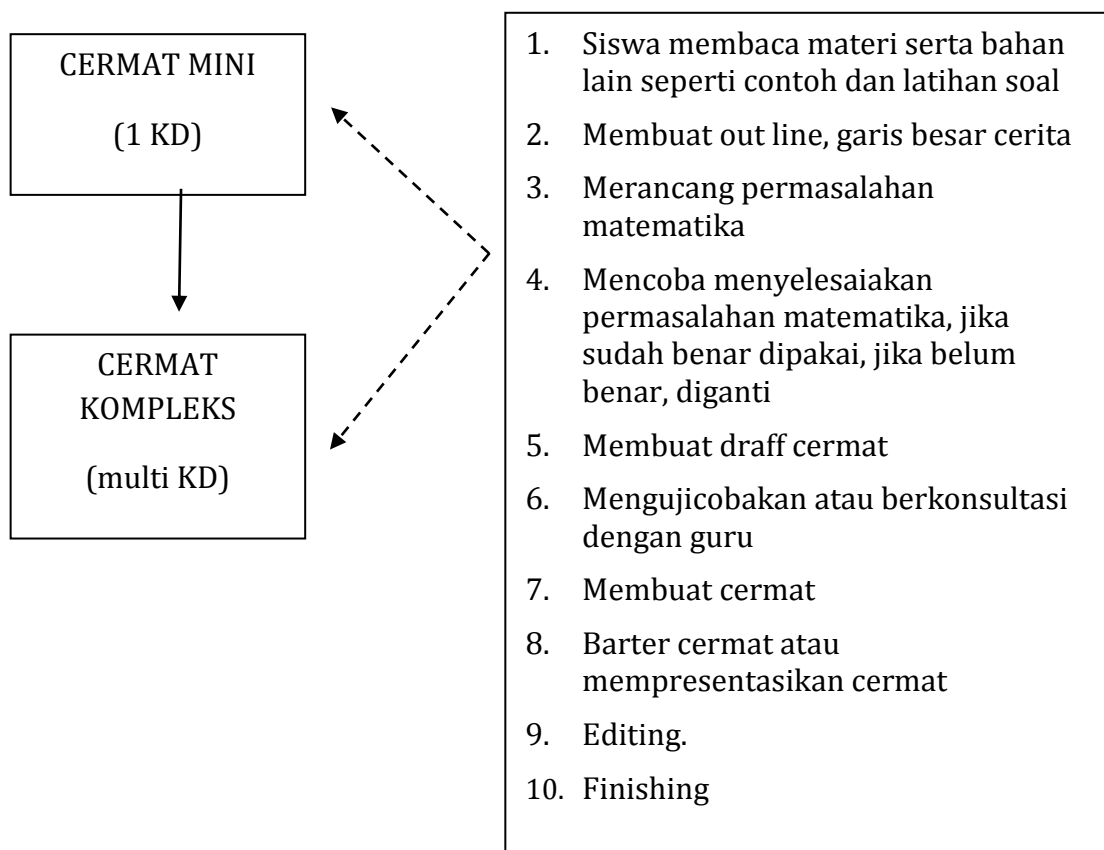 CERMAT MINI
(1 KD)
CERMAT
KOMPLEKS
(multi KD)
1. Siswa membaca materi serta bahan
lain seperti contoh dan latihan soal
2. Membuat out line, garis besar cerita
3. Merancang permasalahan
matematika
4. Mencoba menyelesaiakan
permasalahan matematika, jika
sudah benar dipakai, jika belum
benar, diganti
5. Membuat draff cermat
6. Mengujicobakan atau berkonsultasi
dengan guru
7. Membuat cermat
8. Barter cermat atau
mempresentasikan cermat
9. Editing.
10. Finishing